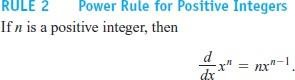 RULE 2 Power Rule for Positive Integers
If n is a positive integer, then
d/dx xⁿ = nxⁿ⁻¹.